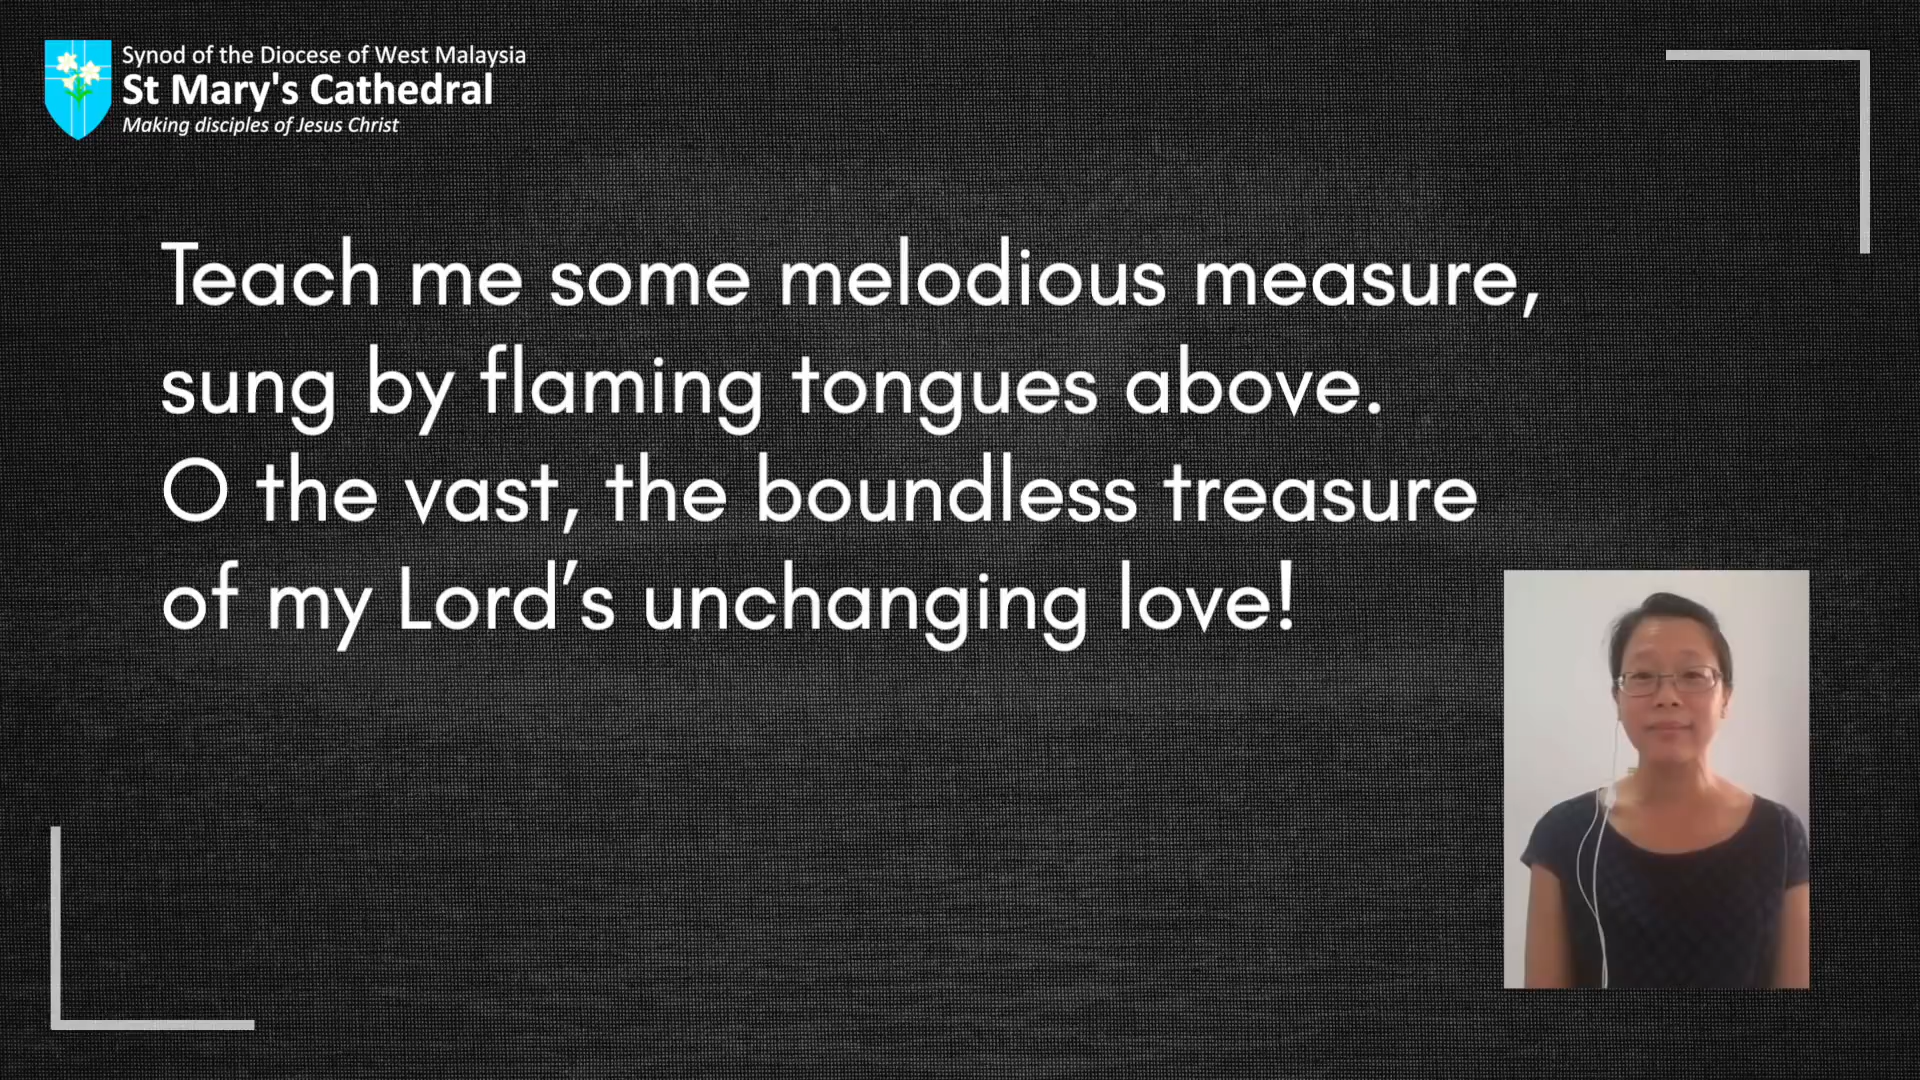 Synod of the Diocese of West Malaysia
St Mary's Cathedral
Making disciples of Jesus Christ
Teach me some melodious measure,
sung by flaming tongues above.
O the vast, the boundless treasure
of my Lord’s unchanging love!